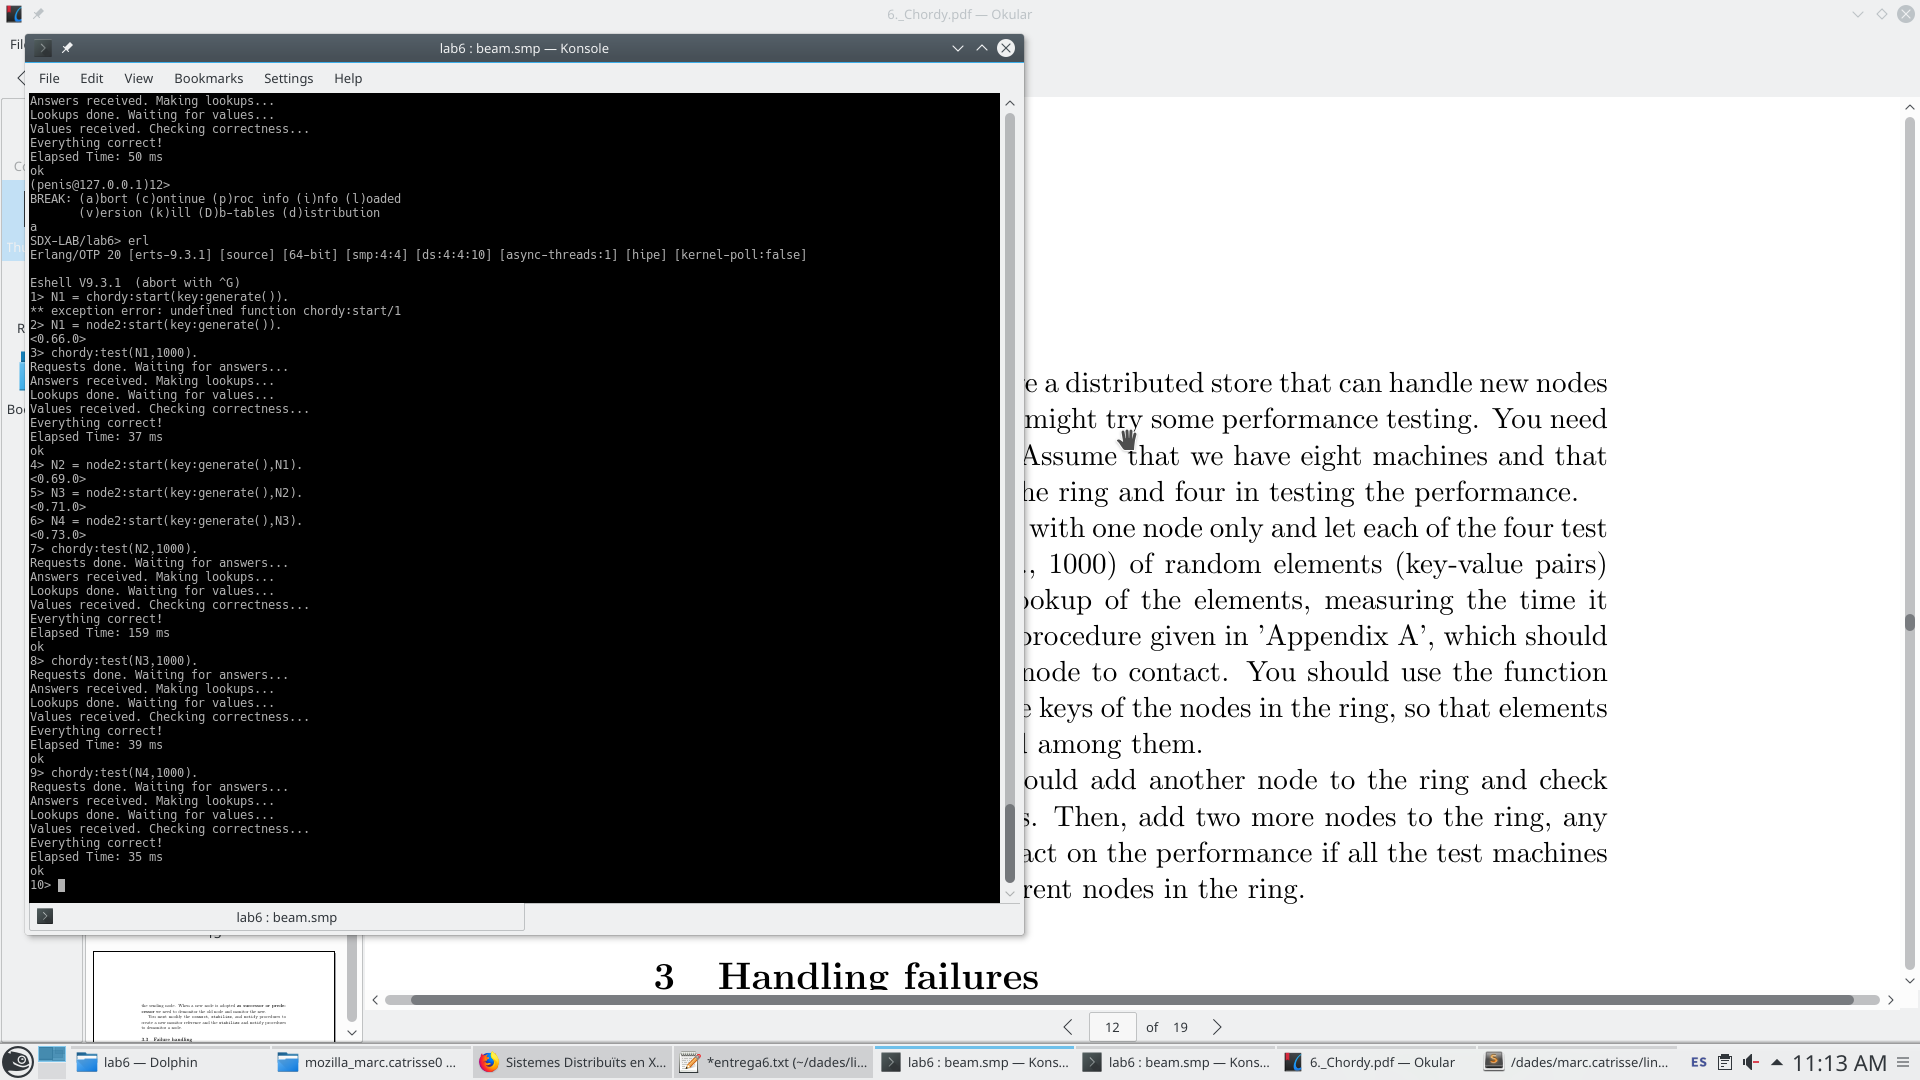 6._Chordy.pdf — Okular
lab6 : beam.smp — Konsole
File Edit View Bookmarks Settings Help
Answers received. Making lookups...
Lookups done. Waiting for values...
Values received. Checking correctness...
Everything correct!
Elapsed Time: 50 ms
ok
(penis@127.0.0.1)12>
BREAK: (a)bort (c)ontinue (p)roc info (i)nfo (l)oaded
(v)ersion (k)ill (D)b-tables (d)istribution
a
SDX-LAB/lab6> erl
Erlang/OTP 20 [erts-9.3.1] [source] [64-bit] [smp:4:4] [ds:4:4:10] [async-threads:1] [hipe] [kernel-poll:false]
Eshell V9.3.1  (abort with ^G)
1> N1 = chordy:start(key:generate()).
** exception error: undefined function chordy:start/1
2> N1 = node2:start(key:generate()).
<0.66.0>
3> chordy:test(N1,1000).
Requests done. Waiting for answers...
Answers received. Making lookups...
Lookups done. Waiting for values...
Values received. Checking correctness...
Everything correct!
Elapsed Time: 37 ms
ok
4> N2 = node2:start(key:generate(),N1).
<0.69.0>
5> N3 = node2:start(key:generate(),N2).
<0.71.0>
6> N4 = node2:start(key:generate(),N3).
<0.73.0>
7> chordy:test(N2,1000).
Requests done. Waiting for answers...
Answers received. Making lookups...
Lookups done. Waiting for values...
Values received. Checking correctness...
Everything correct!
Elapsed Time: 159 ms
ok
8> chordy:test(N3,1000).
Requests done. Waiting for answers...
Answers received. Making lookups...
Lookups done. Waiting for values...
Values received. Checking correctness...
Everything correct!
Elapsed Time: 39 ms
ok
9> chordy:test(N4,1000).
Requests done. Waiting for answers...
Answers received. Making lookups...
Lookups done. Waiting for values...
Values received. Checking correctness...
Everything correct!
Elapsed Time: 35 ms
ok
10>
lab6 : beam.smp
a distributed store that can handle new nodes
might try some performance testing. You need
Assume that we have eight machines and that
ring and four in testing the performance.
with one node only and let each of the four test
, 1000) of random elements (key-value pairs)
of the elements, measuring the time it
procedure given in 'Appendix A', which should
node to contact. You should use the function
keys of the nodes in the ring, so that elements
among them.
add another node to the ring and check
Then, add two more nodes to the ring, any
on the performance if all the test machines
nodes in the ring.
3 Handling failures
12 of 19
lab6 — Dolphin
mozilla_marc.catrisse0 ...
Sistemes Distribuïts en X...
*entrega6.txt (~/dades/li...
lab6 : beam.smp — Kons...
lab6 : beam.smp — Kons...
6._Chordy.pdf — Okular
/dades/marc.catrisse/lin...
ES
11:13 AM